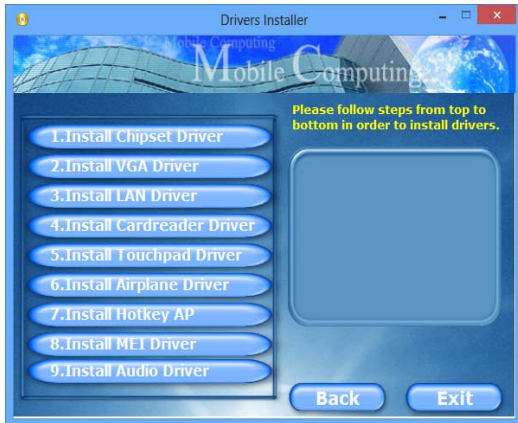 Drivers Installer
Mobile Computing
Mobile Computing
Please follow steps from top to
bottom in order to install drivers.
1.Install Chipset Driver
2.Install VGA Driver
3.Install LAN Driver
4.Install Cardreader Driver
5.Install Touchpad Driver
6.Install Airplane Driver
7.Install Hotkey AP
8.Install MEI Driver
9.Install Audio Driver
Back
Exit